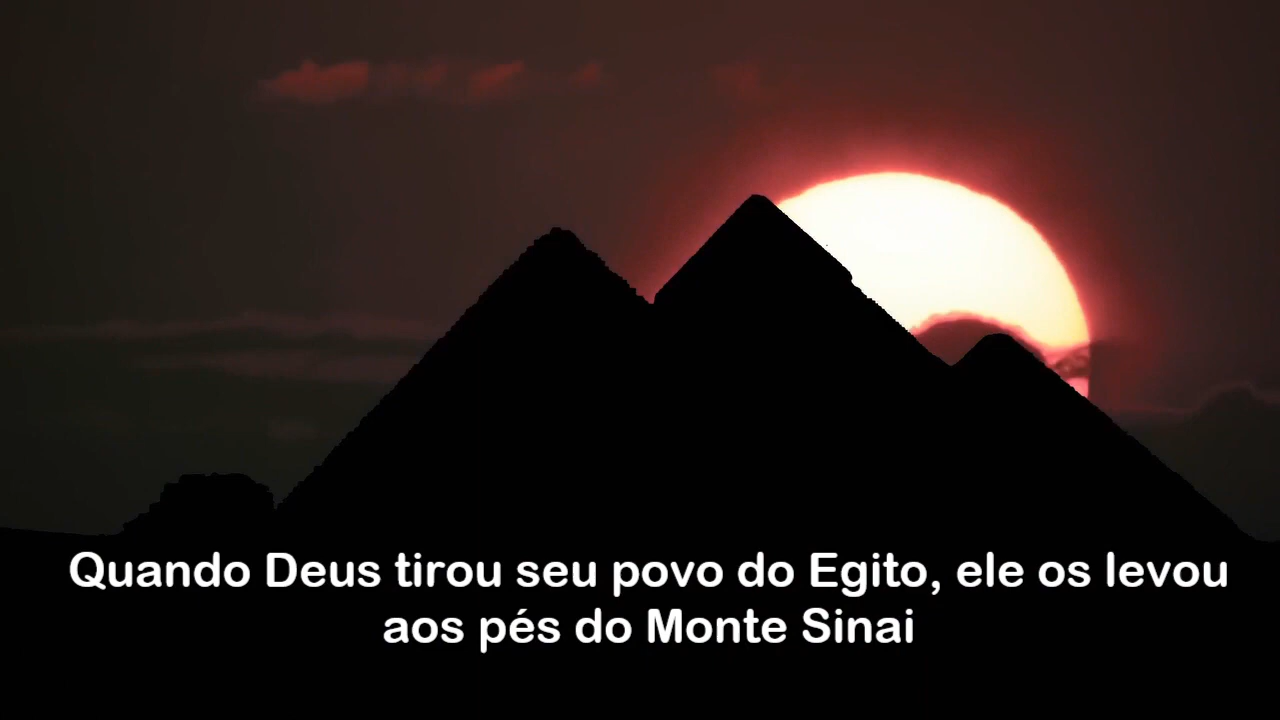 Quando Deus tirou seu povo do Egito, ele os levou
aos pés do Monte Sinai